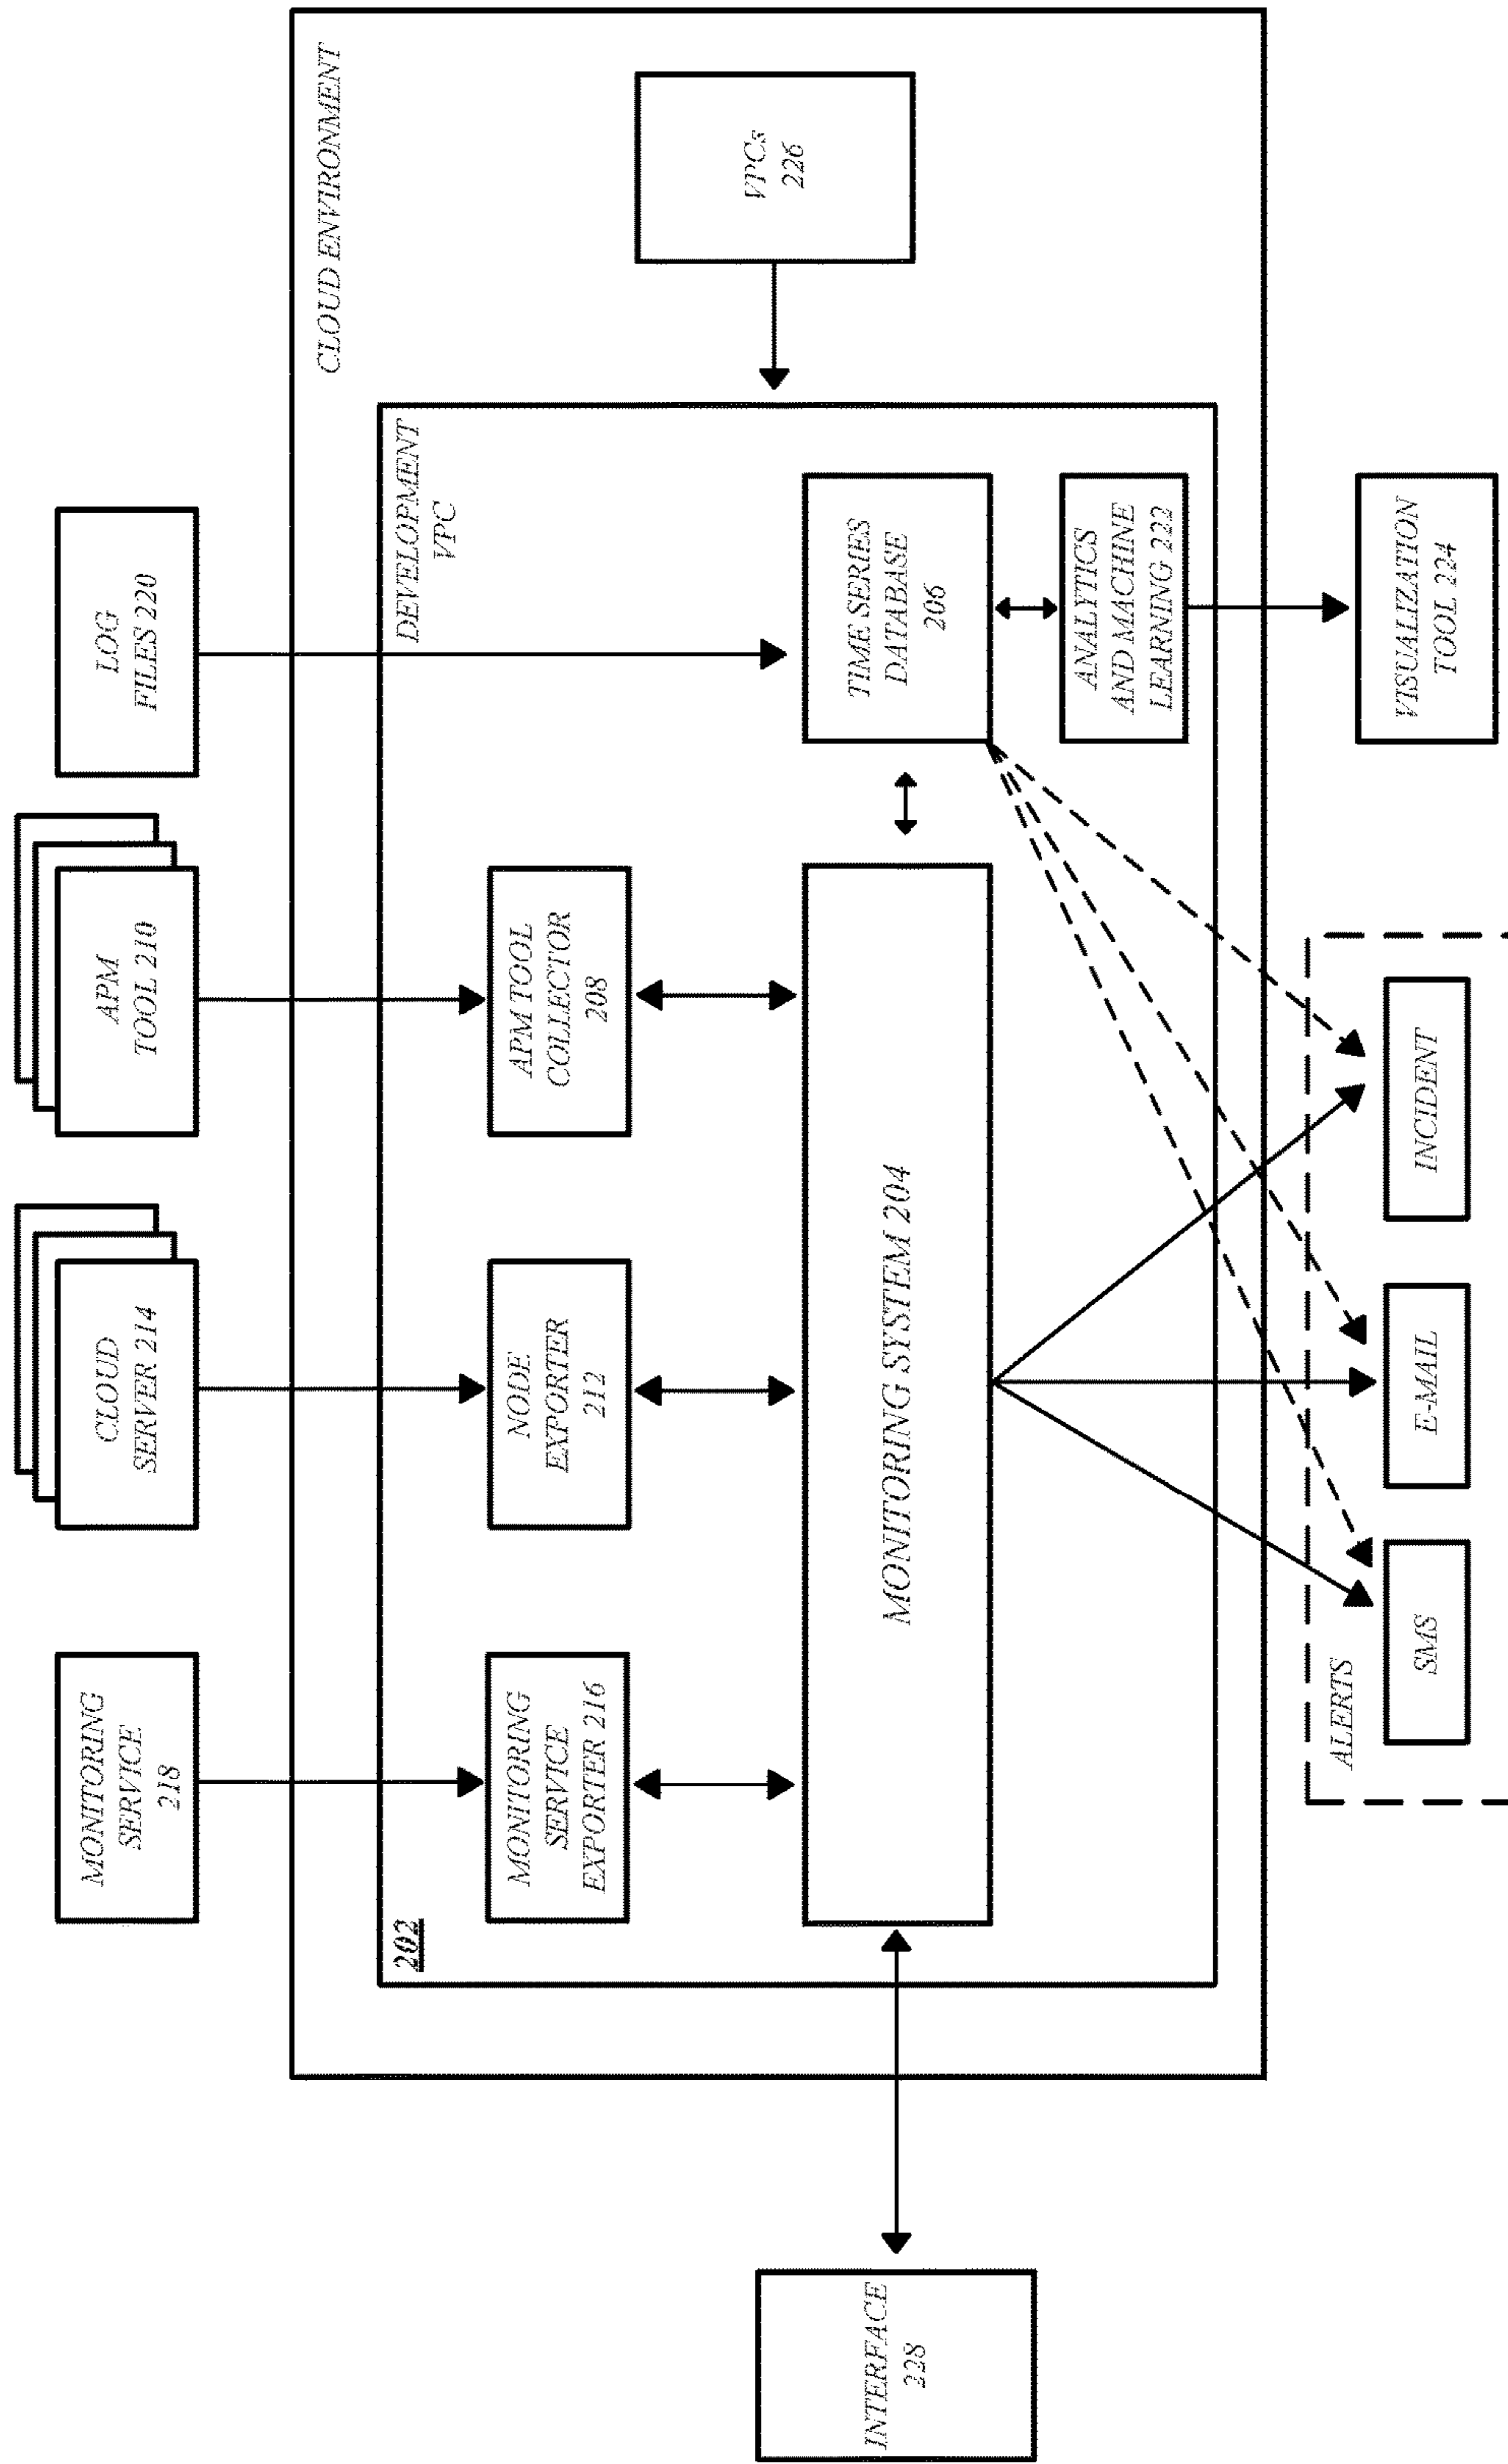 MONITORING
SERVICE
218
CLOUD
SERVER 214
APM
TOOL 210
LOG
FILES 220
CLOUD ENVIRONMENT
202
DEVELOPMENT
VPC
MONITORING
SERVICE
EXPORTER 216
NODE
EXPORTER
212
APM TOOL
COLLECTOR
208
INTERFACE
228
MONITORING SYSTEM 204
TIME SERIES
DATABASE
206
VPCs
226
ANALYTICS
AND MACHINE
LEARNING 222
ALERTS
SMS
E-MAIL
INCIDENT
VISUALIZATION
TOOL 224